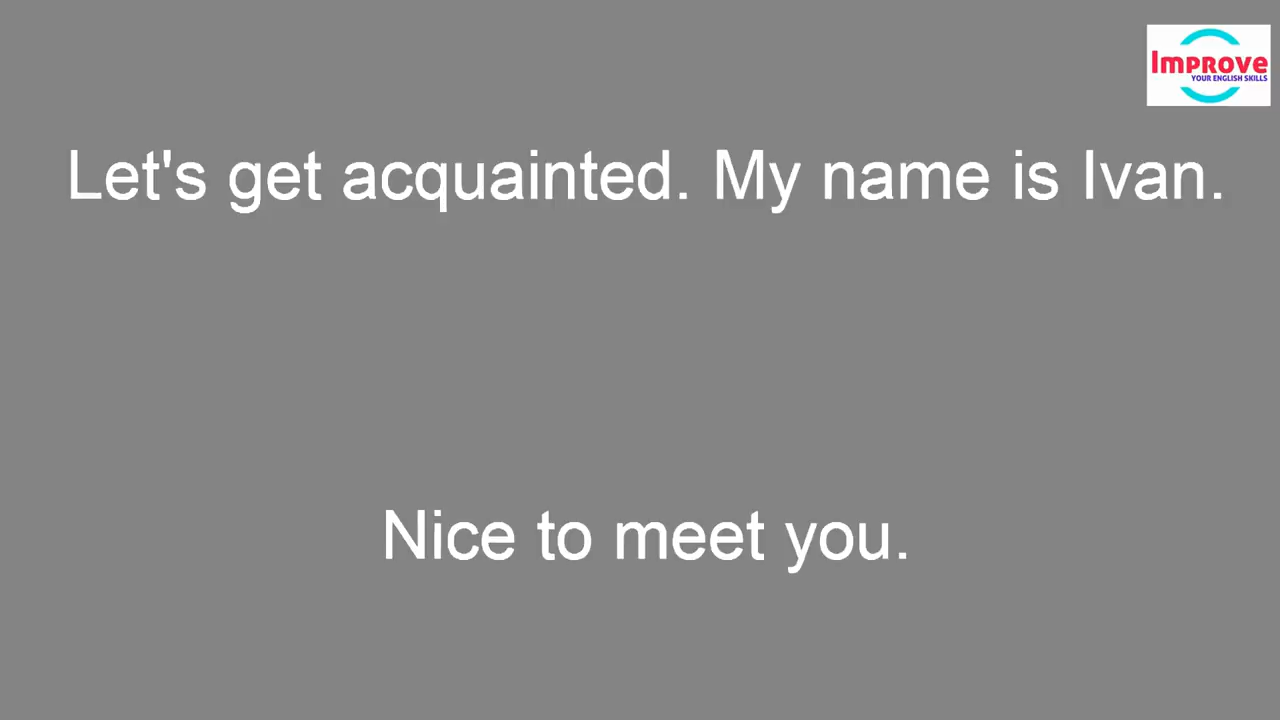 Improve
YOUR ENGLISH SKILLS
Let's get acquainted. My name is Ivan.
Nice to meet you.